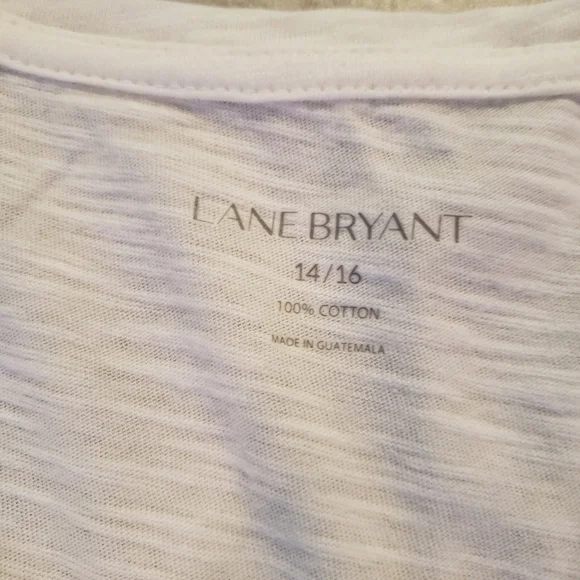 LANE BRYANT
14/16
100% COTTON
MADE IN GUATEMALA